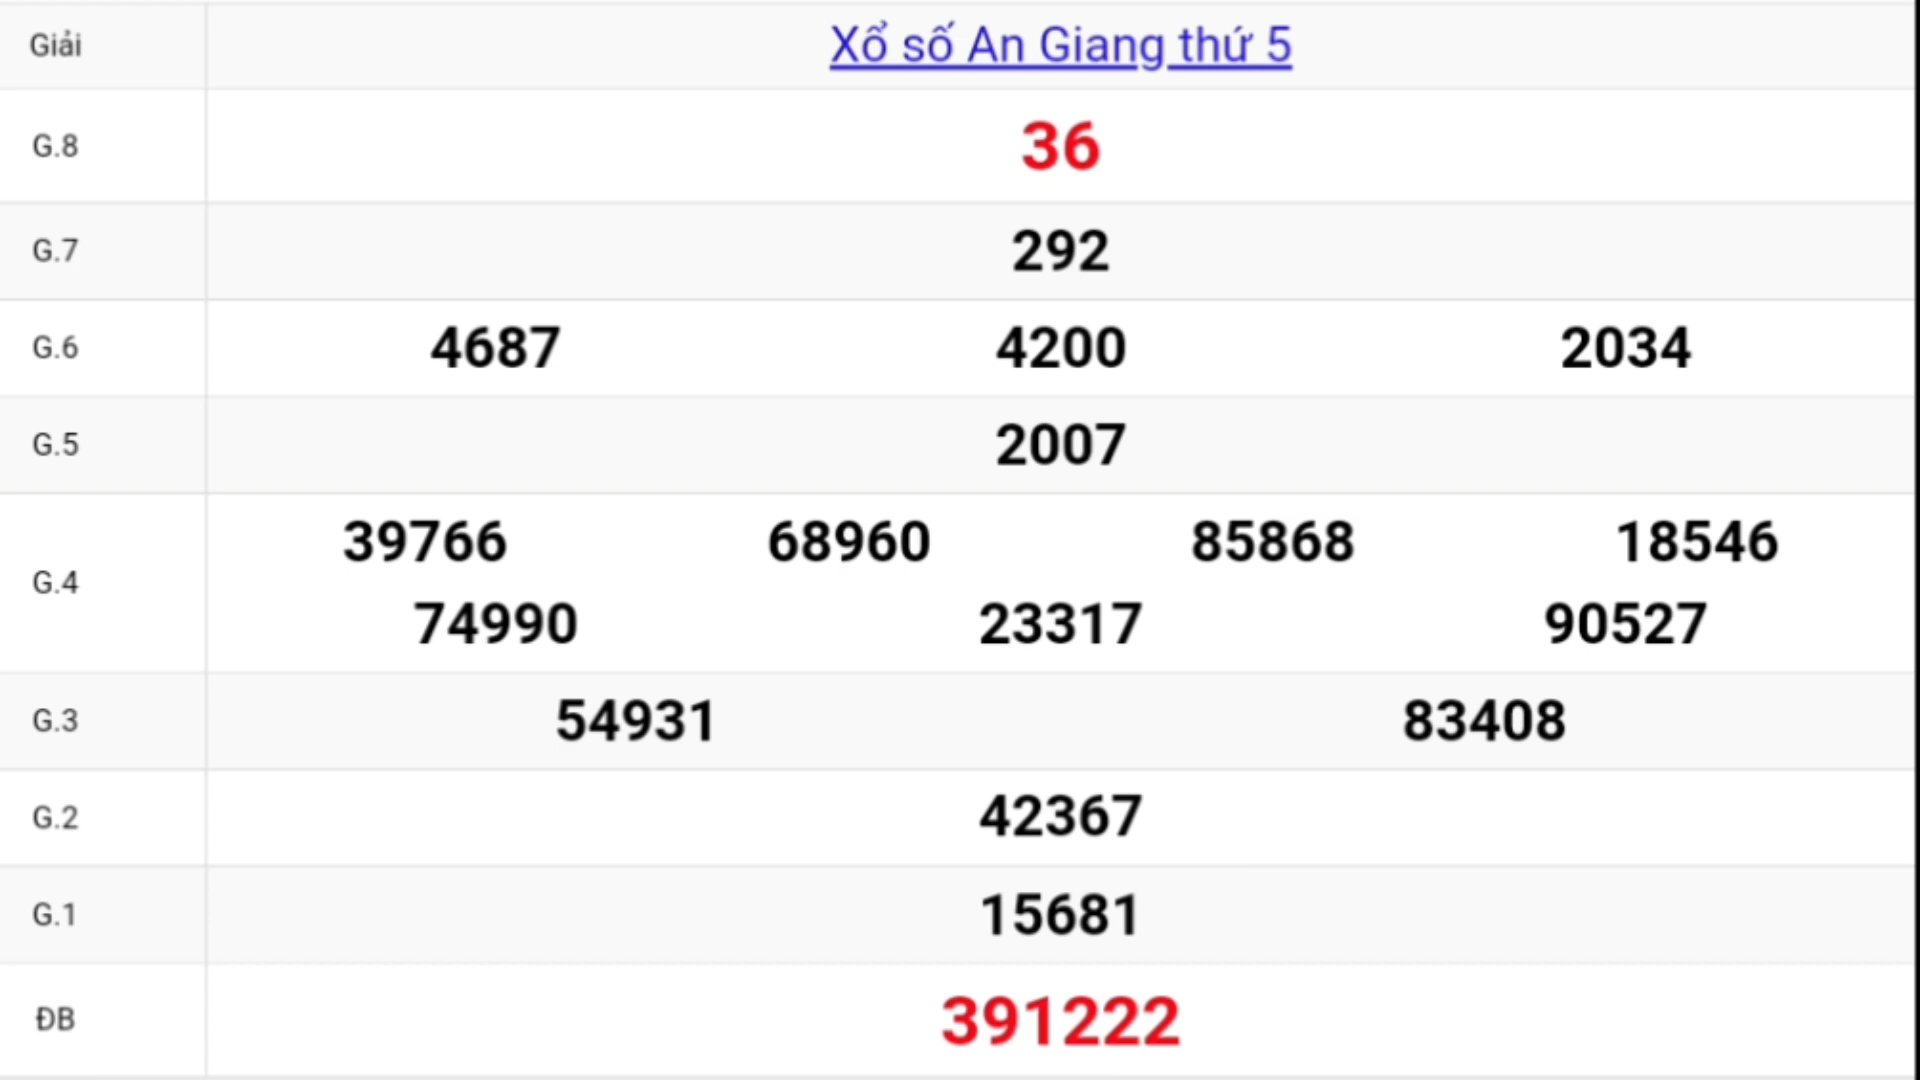 Giải Xổ số An Giang thứ 5
G.8 36
G.7 292
G.6 4687 4200 2034
G.5 2007
G.4 39766 68960 85868 18546
74990 23317 90527
G.3 54931 83408
G.2 42367
G.1 15681
ĐB 391222